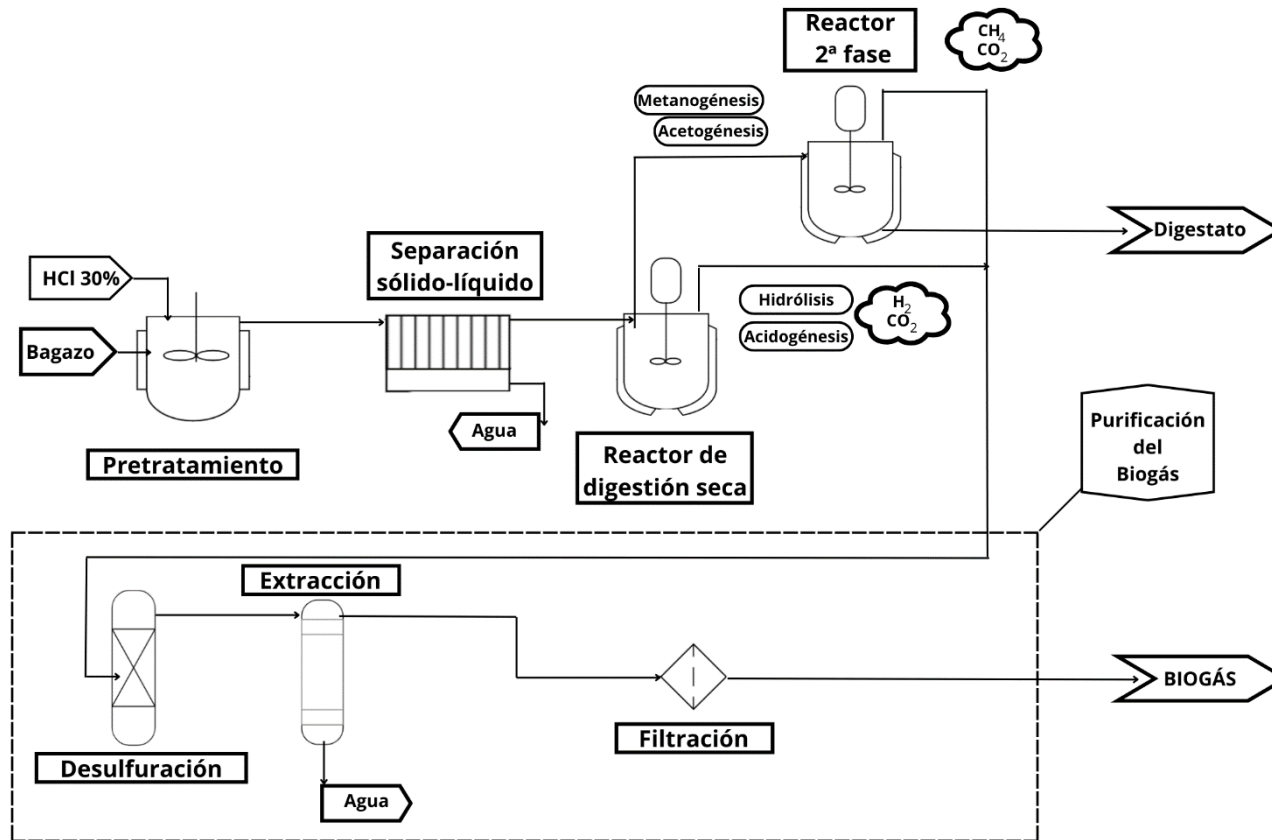 Reactor
2ª fase
CH4
CO2
Metanogénesis
Acetogénesis
Digestato
Separación
sólido-líquido
HCl 30%
Bagazo
Hidrólisis
Acidogénesis
H2
CO2
Agua
Pretratamiento
Reactor de
digestión seca
Purificación
del
Biogás
Extracción
BIOGÁS
Filtración
Desulfuración
Agua